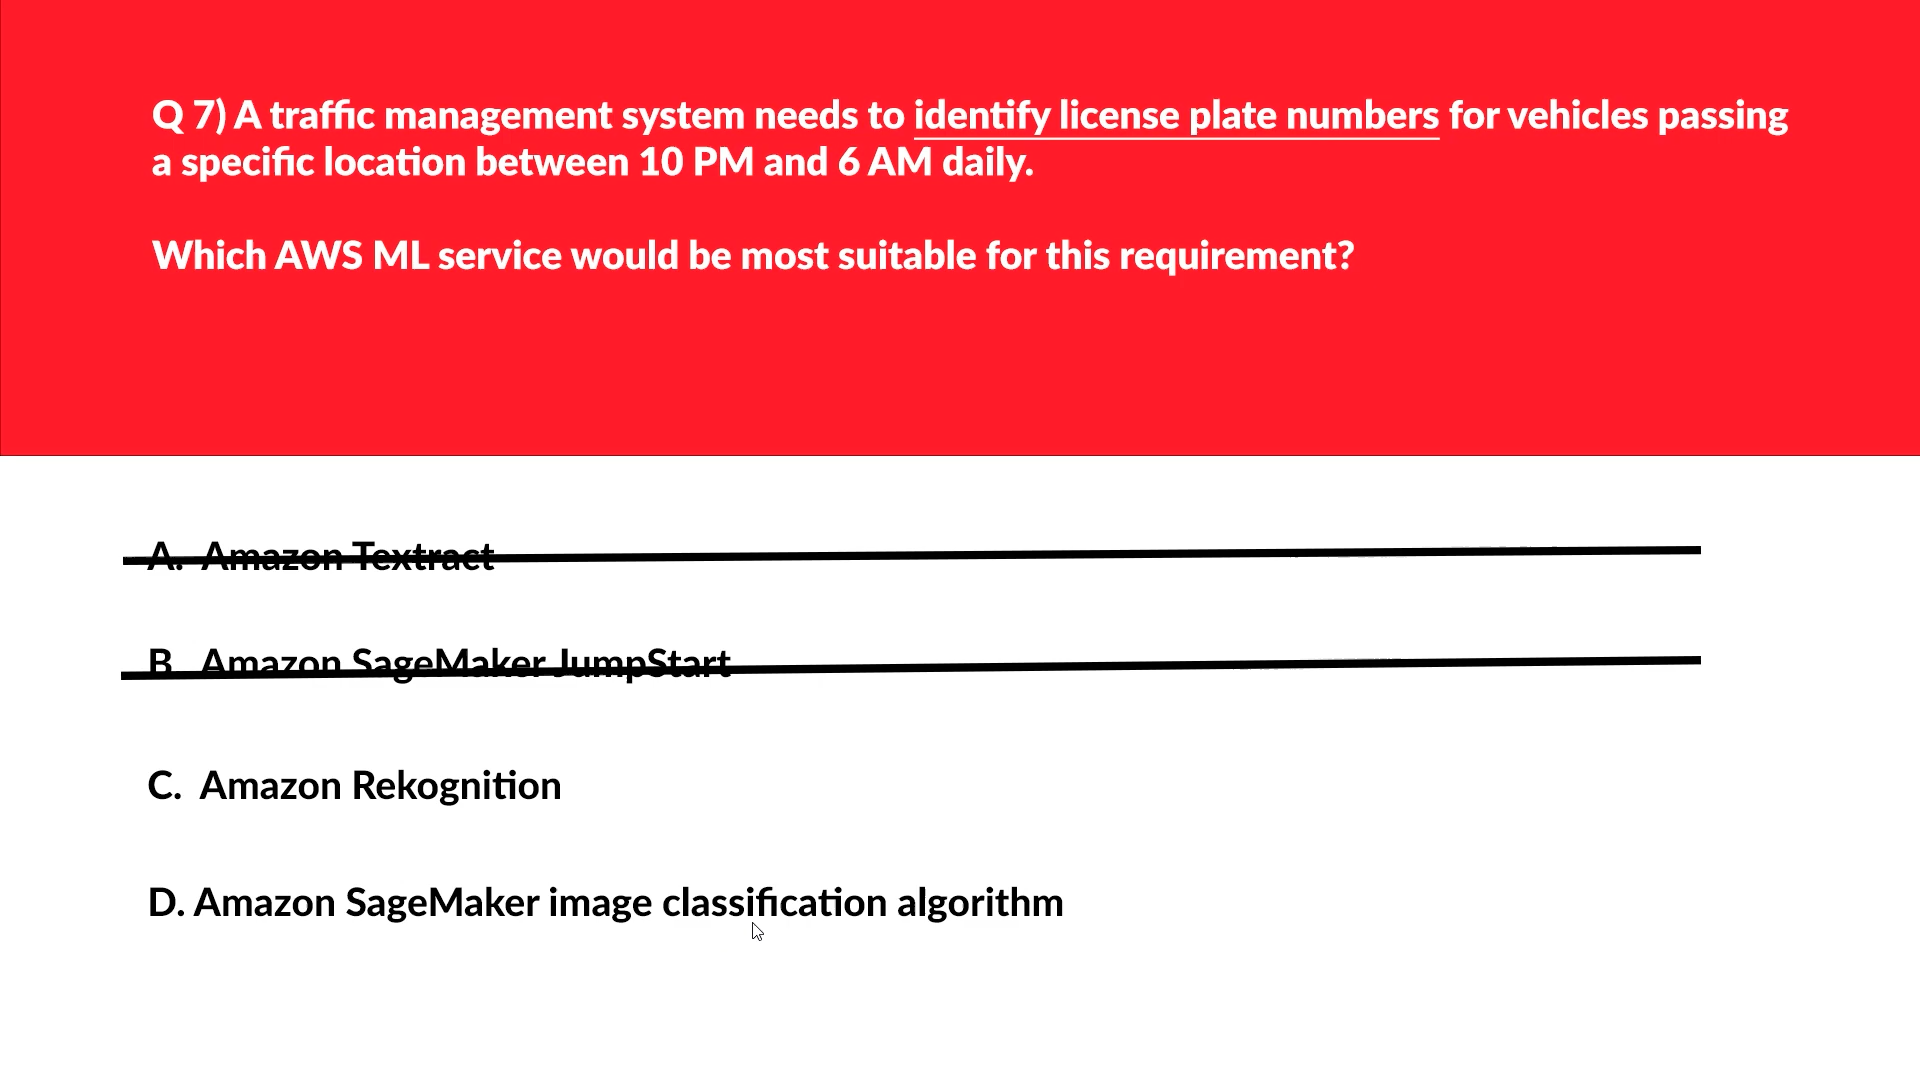 Q 7) A traffic management system needs to identify license plate numbers for vehicles passing
a specific location between 10 PM and 6 AM daily.
Which AWS ML service would be most suitable for this requirement?
A. Amazon Textract
B. Amazon SageMaker JumpStart
C. Amazon Rekognition
D. Amazon SageMaker image classification algorithm